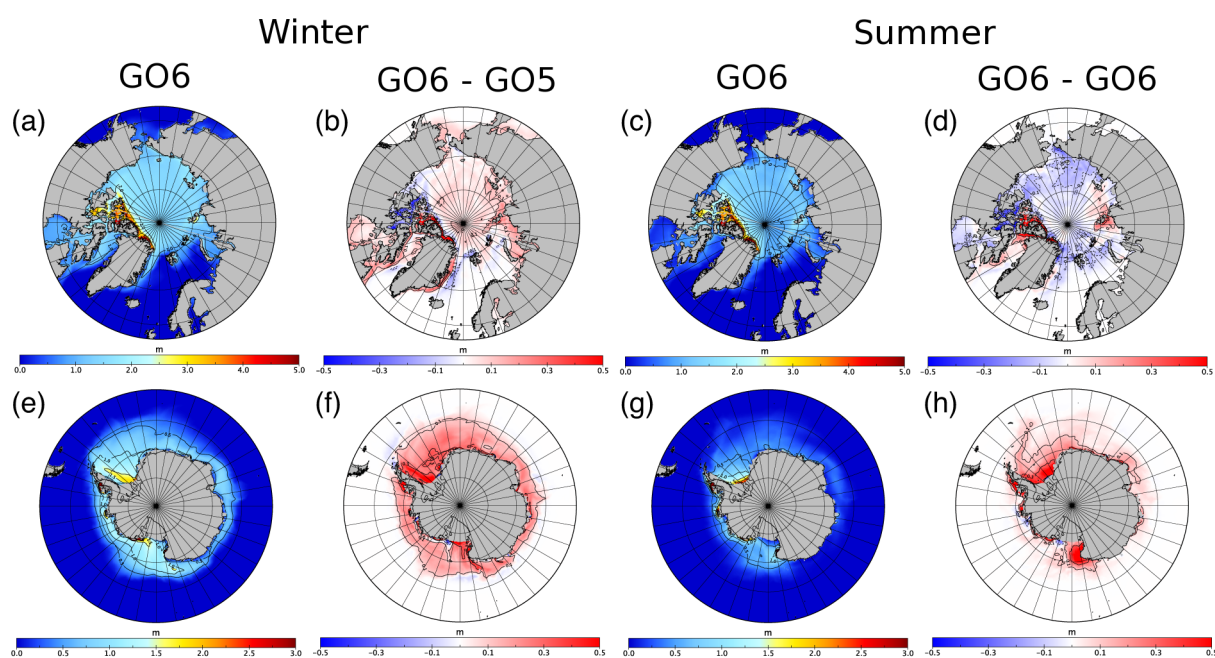 Winter Summer
GO6 GO6 - GO5 GO6 GO6 - GO6
(a) (b) (c) (d)
m m m m
0.0 1.0 2.0 3.0 4.0 5.0 −0.5 −0.3 −0.1 0.1 0.3 0.5 0.0 1.0 2.0 3.0 4.0 5.0 −0.5 −0.3 −0.1 0.1 0.3 0.5
(e) (f) (g) (h)
m m m m
0.0 0.5 1.0 1.5 2.0 2.5 3.0 −0.5 −0.3 −0.1 0.1 0.3 0.5 0.0 0.5 1.0 1.5 2.0 2.5 3.0 −0.5 −0.3 −0.1 0.1 0.3 0.5